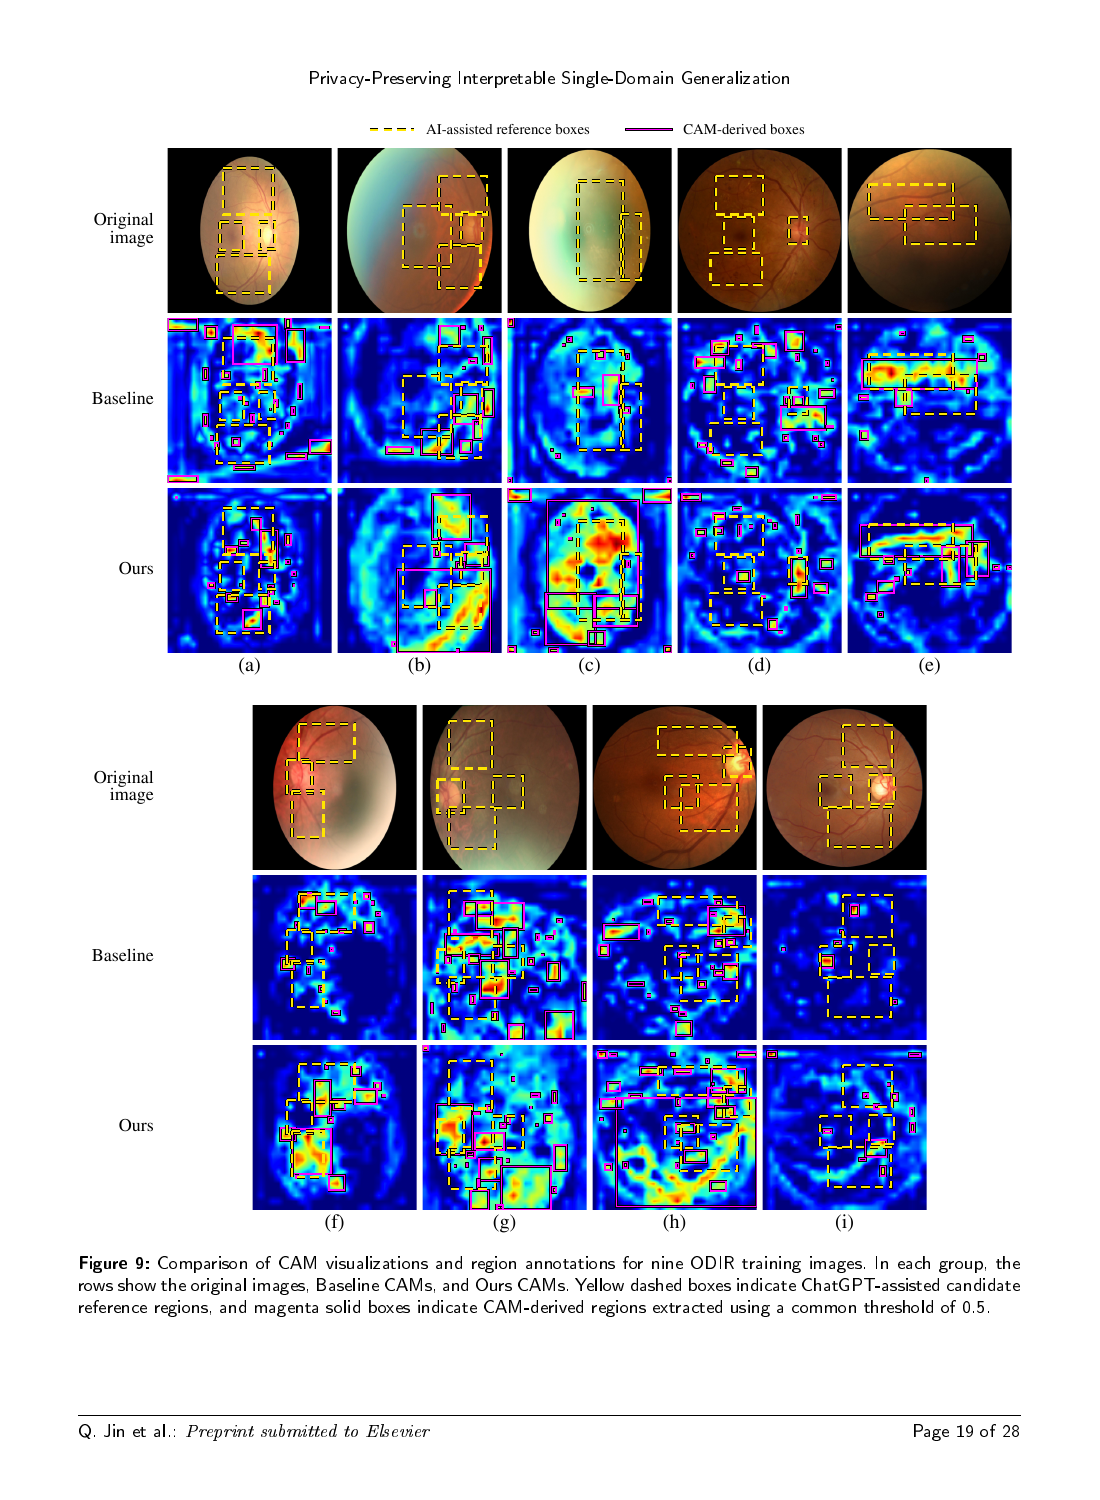 Privacy-Preserving Interpretable Single-Domain Generalization
AI-assisted reference boxes CAM-derived boxes
Original
image
Baseline
Ours
(a) (b) (c) (d) (e)
Original
image
Baseline
Ours
(f) (g) (h) (i)
Figure 9: Comparison of CAM visualizations and region annotations for nine ODIR training images. In each group, the
rows show the original images, Baseline CAMs, and Ours CAMs. Yellow dashed boxes indicate ChatGPT-assisted candidate
reference regions, and magenta solid boxes indicate CAM-derived regions extracted using a common threshold of 0.5.
Q. Jin et al.: Preprint submitted to Elsevier Page 19 of 28